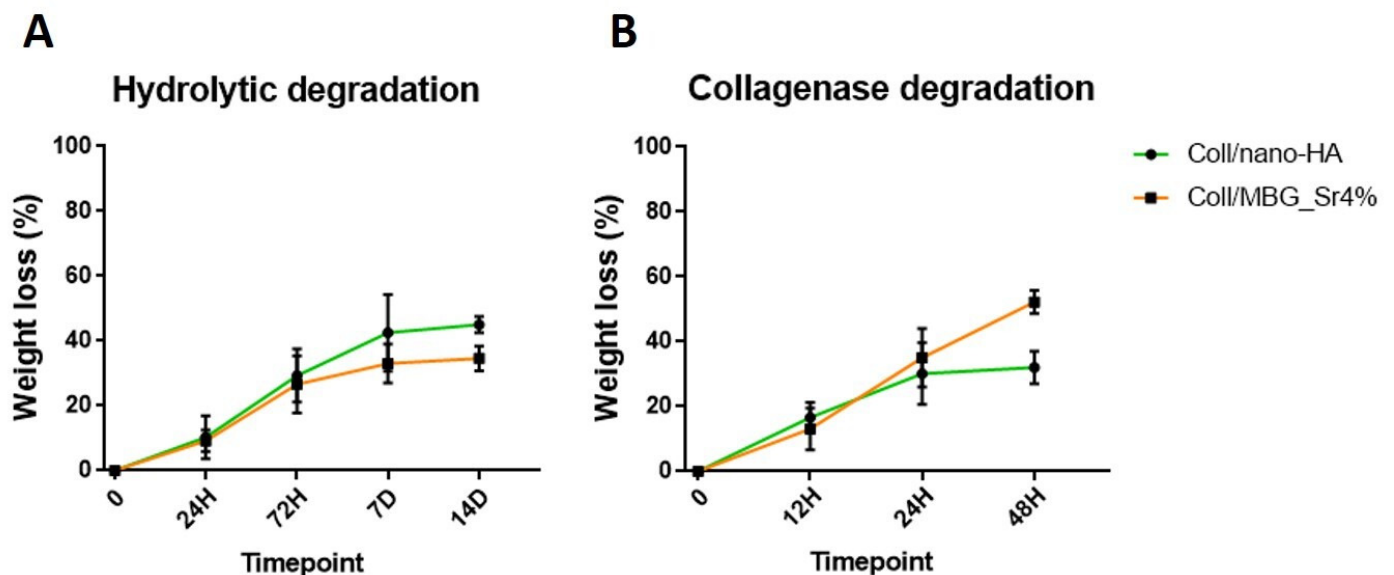 A
Hydrolytic degradation
Weight loss (%)
100
80
60
40
20
0
0
24H
72H
7D
14D
Timepoint
B
Collagenase degradation
Weight loss (%)
100
80
60
40
20
0
0
12H
24H
48H
Timepoint
Coll/nano-HA
Coll/MBG_Sr4%